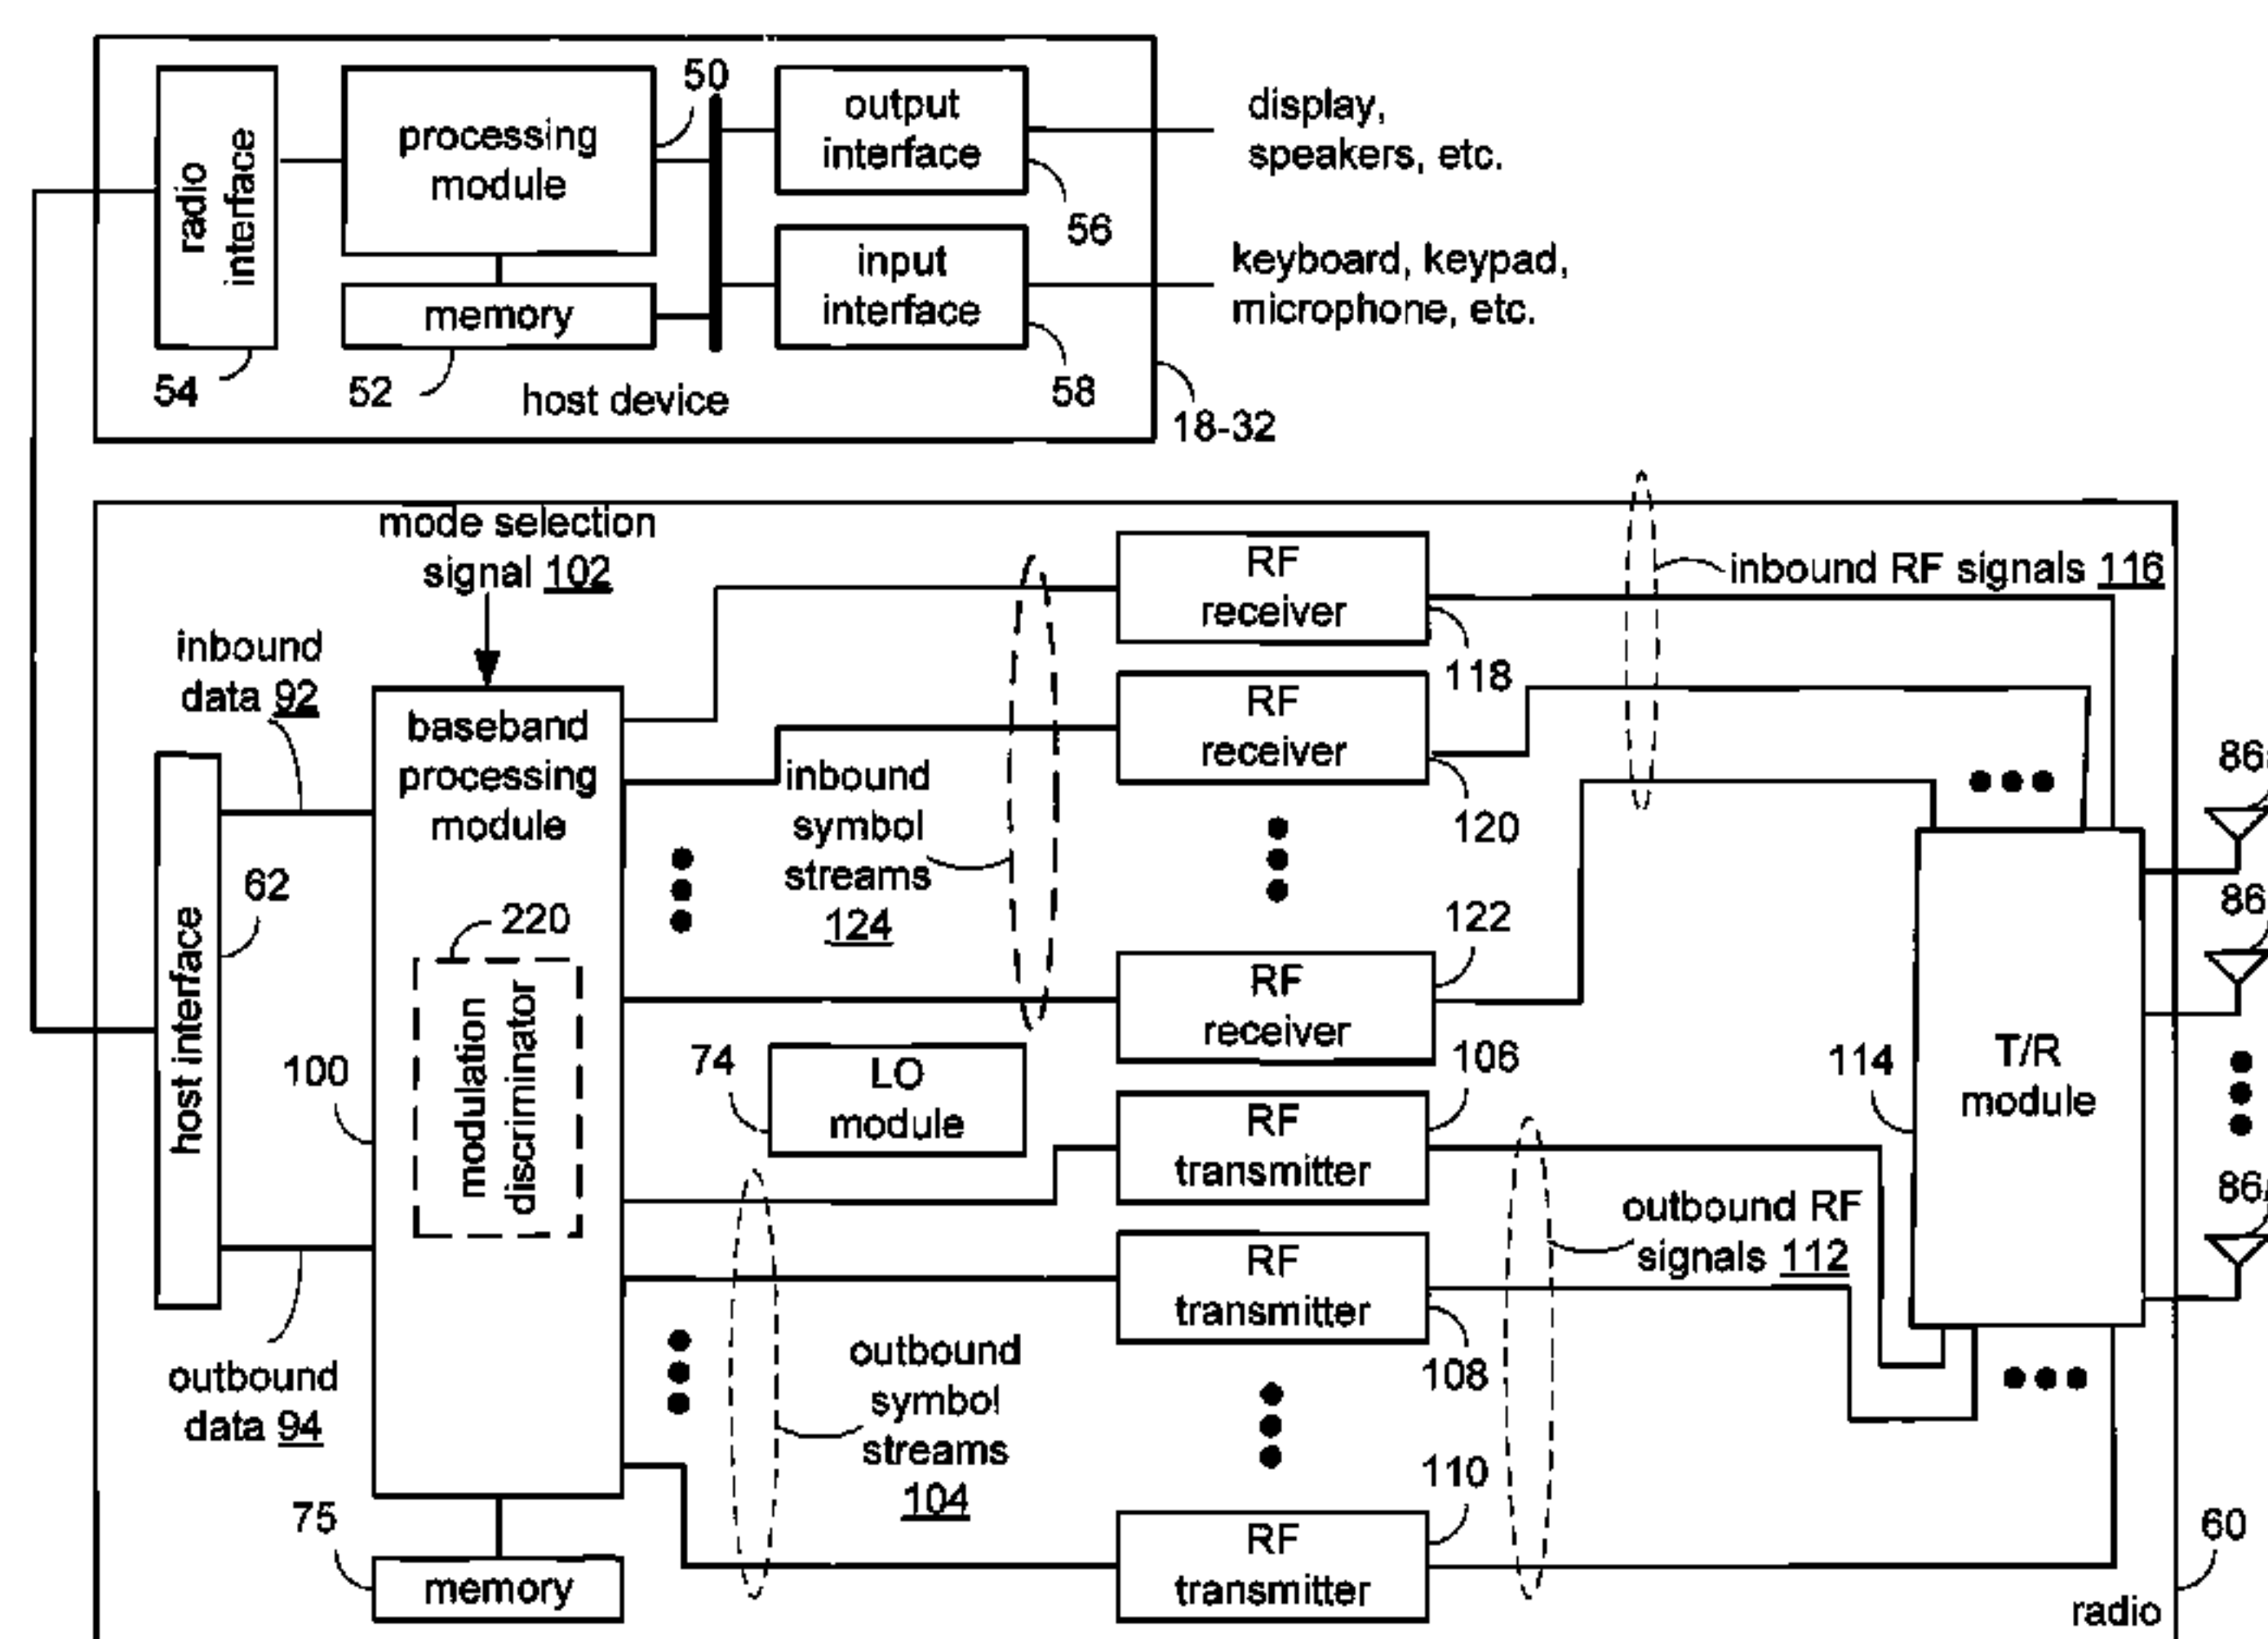 50
processing
module
output
interface
display,
speakers, etc.
radio
interface
56
input
interface
keyboard, keypad,
microphone, etc.
memory
54
52
host device
58
18-32
mode selection
signal 102
RF
receiver
inbound RF signals 116
118
inbound
data 92
baseband
processing
module
RF
receiver
120
inbound
symbol
streams
124
86
62
host interface
220
modulation
discriminator
122
RF
receiver
86
100
74
LO
module
106
RF
transmitter
114
T/R
module
86
outbound RF
signals 112
RF
transmitter
108
outbound
data 94
outbound
symbol
streams
104
110
RF
transmitter
75
memory
60
radio